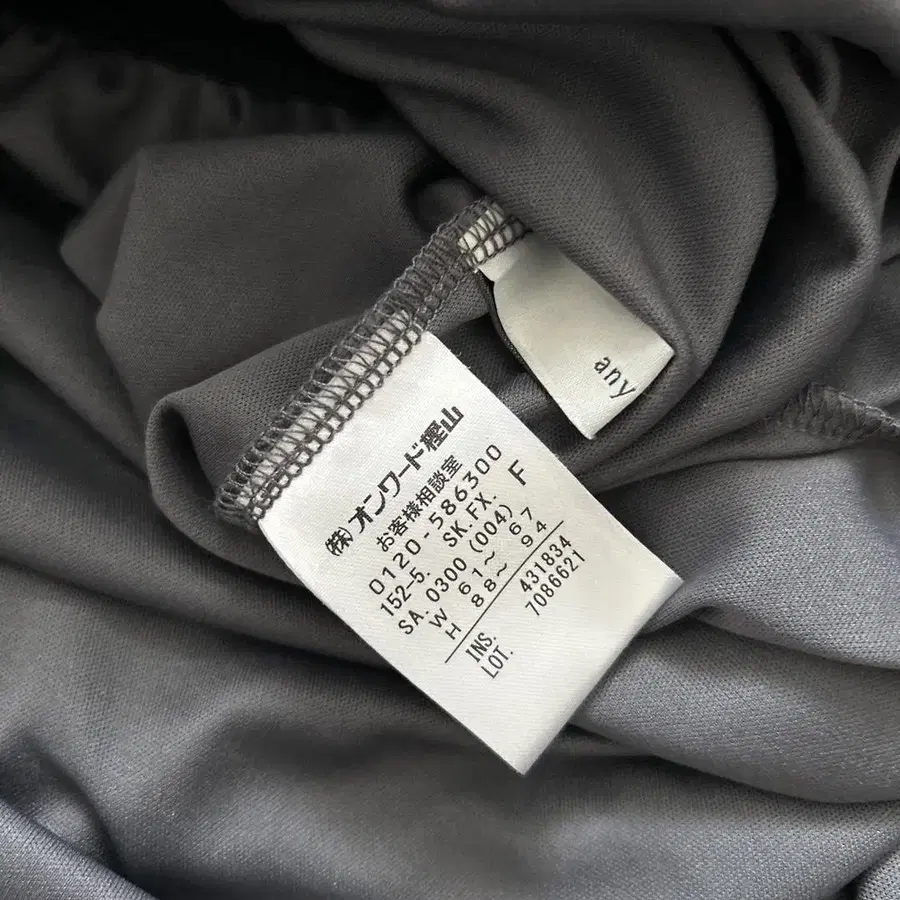 (株)オンワード樫山
お客様相談室
0120-586300
152-5. SK.FX. F
SA. 0300 (004)
W 61～67
H 88～94
INS. 431834
LOT. 7086621
any